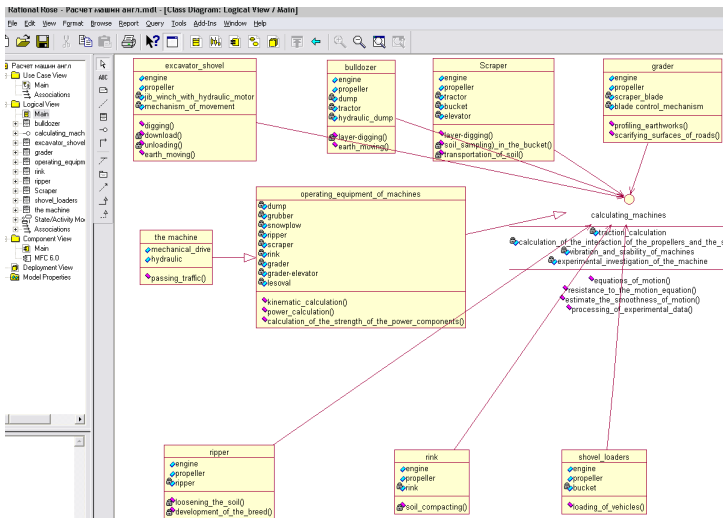 Rational Rose - Расчет машин англ.mdl - [Class Diagram: Logical View / Main]
File Edit View Format Browse Report Query Tools Add-Ins Window Help
Расчет машин англ
Use Case View
Main
Associations
Logical View
Main
bulldozer
calculating_mach
excavator_shovel
grader
operating_equipm
rink
ripper
Scraper
shovel_loaders
the machine
State/Activity Mo
Associations
Component View
Main
MFC 6.0
Deployment View
Model Properties
ABC
excavator_shovel
engine
propeller
jib_winch_with_hydraulic_motor
mechanism_of_movement
digging()
download()
unloading()
earth_moving()
bulldozer
engine
propeller
dump
tractor
hydraulic_dump
layer-digging()
earth_moving()
Scraper
engine
propeller
tractor
bucket
elevator
layer-digging()
soil_sampling)_in_the_bucket()
transportation_of_soil()
grader
engine
propeller
scraper_blade
blade control_mechanism
profiling_earthworks()
scarifying_surfaces_of_roads()
the machine
mechanical_drive
hydraulic
passing_traffic()
operating_equipment_of_machines
dump
grubber
snowplow
ripper
scraper
rink
grader
grader-elevator
lesoval
kinematic_calculation()
power_calculation()
calculation_of_the_strength_of_the_power_components()
calculating_machines
traction_calculation
calculation_of_the_interaction_of_the_propellers_and_the_s
vibration_and_stability_of_machines
experimental_investigation_of_the_machine
equations_of_motion()
resistance_to_the_motion_equation()
estimate_the_smoothness_of_motion()
processing_of_experimental_data()
ripper
engine
propeller
ripper
loosening_the_soil()
development_of_the_breed()
rink
engine
propeller
rink
soil_compacting()
shovel_loaders
engine
propeller
bucket
loading_of_vehicles()